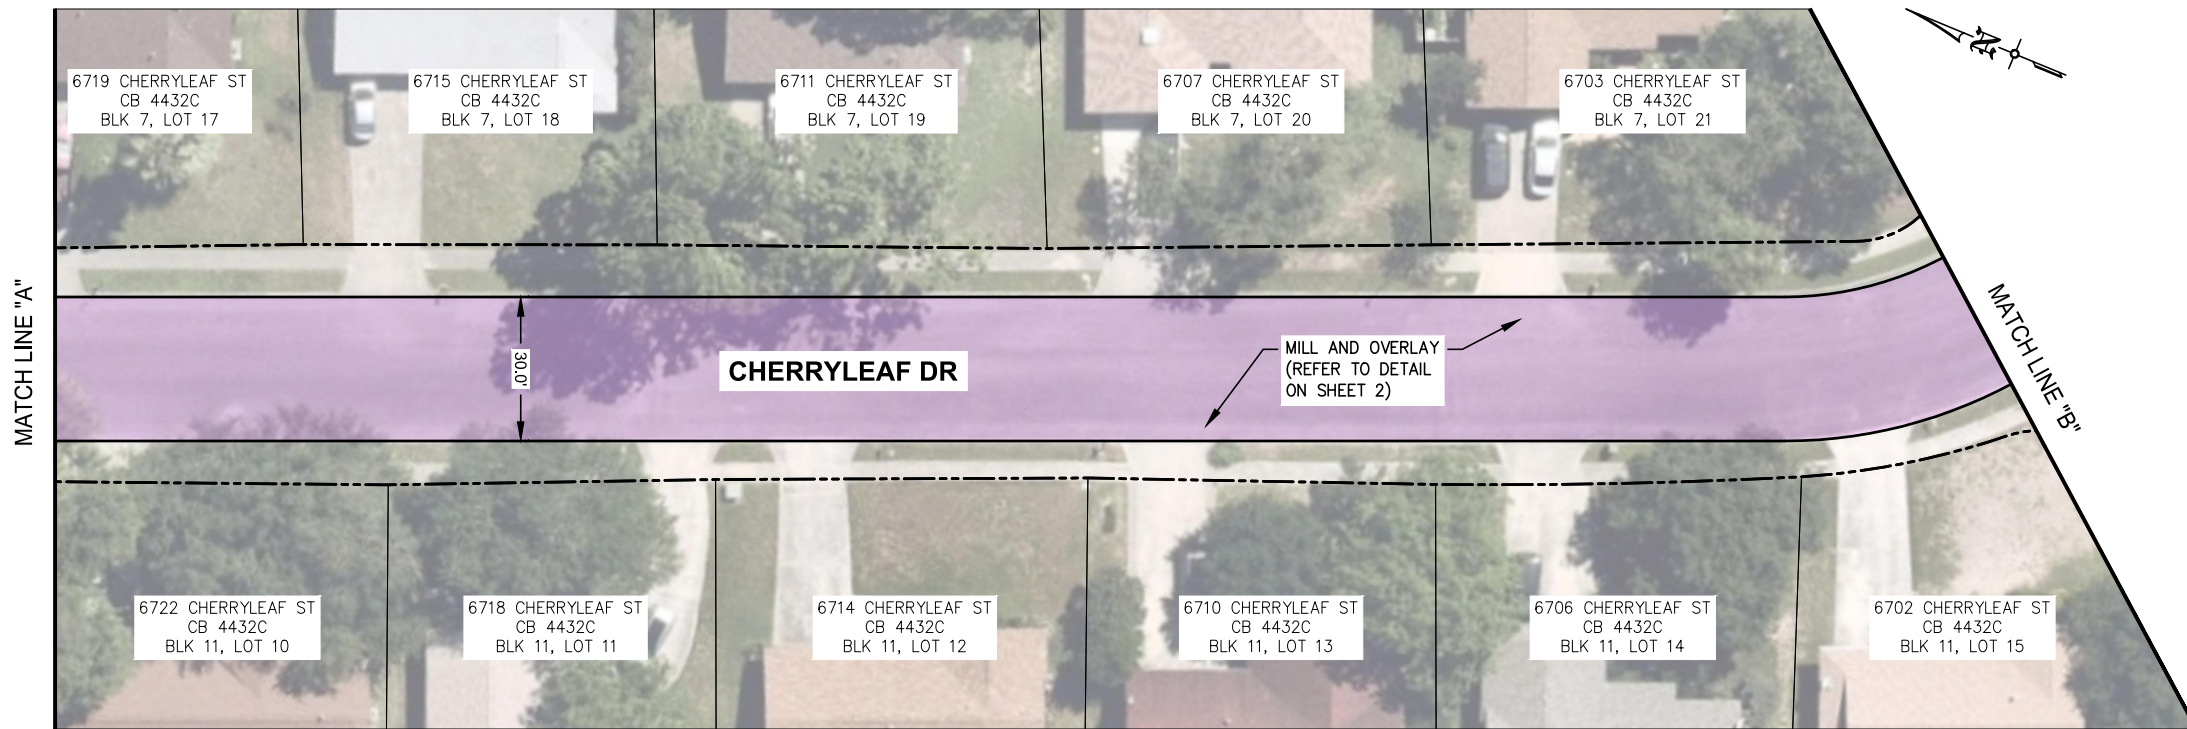 6719 CHERRYLEAF ST
CB 4432C
BLK 7, LOT 17
6715 CHERRYLEAF ST
CB 4432C
BLK 7, LOT 18
6711 CHERRYLEAF ST
CB 4432C
BLK 7, LOT 19
6707 CHERRYLEAF ST
CB 4432C
BLK 7, LOT 20
6703 CHERRYLEAF ST
CB 4432C
BLK 7, LOT 21
N
MATCH LINE "A"
30.0'
CHERRYLEAF DR
MILL AND OVERLAY
(REFER TO DETAIL
ON SHEET 2)
MATCH LINE "B"
6722 CHERRYLEAF ST
CB 4432C
BLK 11, LOT 10
6718 CHERRYLEAF ST
CB 4432C
BLK 11, LOT 11
6714 CHERRYLEAF ST
CB 4432C
BLK 11, LOT 12
6710 CHERRYLEAF ST
CB 4432C
BLK 11, LOT 13
6706 CHERRYLEAF ST
CB 4432C
BLK 11, LOT 14
6702 CHERRYLEAF ST
CB 4432C
BLK 11, LOT 15